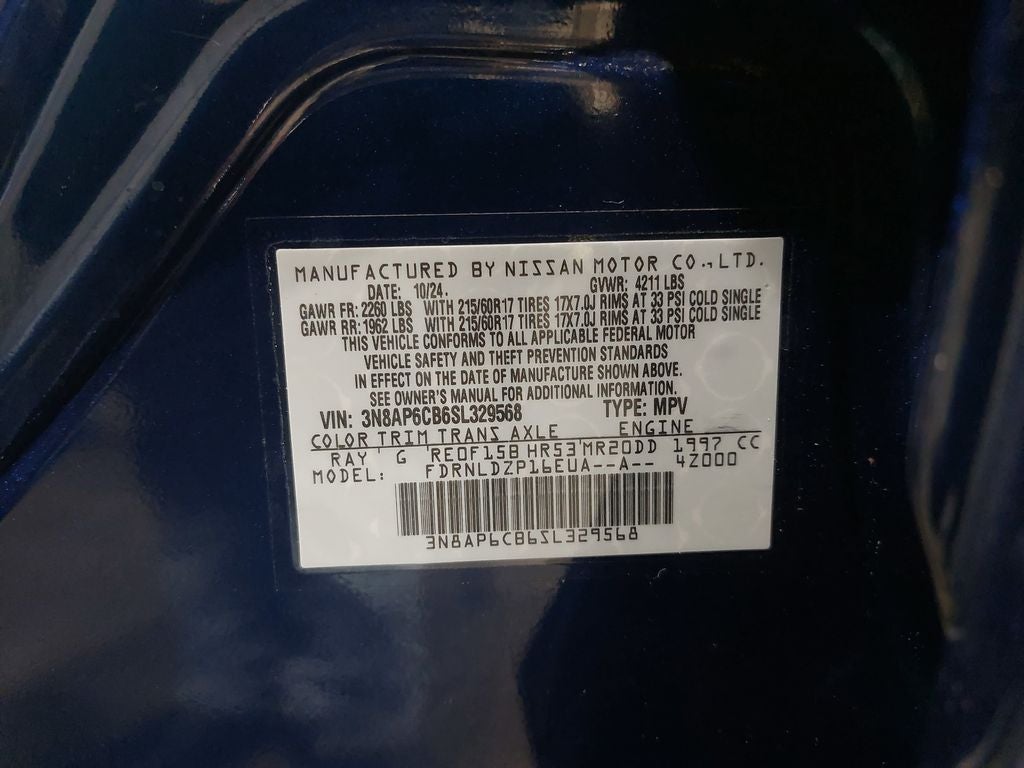 MANUFACTURED BY NISSAN MOTOR CO.,LTD.
DATE: 10/24. GVWR: 4211 LBS
GAWR FR: 2260 LBS WITH 215/60R17 TIRES 17X7.0J RIMS AT 33 PSI COLD SINGLE
GAWR RR: 1962 LBS WITH 215/60R17 TIRES 17X7.0J RIMS AT 33 PSI COLD SINGLE
THIS VEHICLE CONFORMS TO ALL APPLICABLE FEDERAL MOTOR
VEHICLE SAFETY AND THEFT PREVENTION STANDARDS
IN EFFECT ON THE DATE OF MANUFACTURE SHOWN ABOVE.
SEE OWNER'S MANUAL FOR ADDITIONAL INFORMATION.
VIN: 3N8AP6CB6SL329568 TYPE: MPV
COLOR TRIM TRANS AXLE ENGINE
RAY G RE0F15B HR53 MR20DD 1997 CC
MODEL: FDRNLDZP16EUA--A-- 4Z000
3N8AP6CB6SL329568